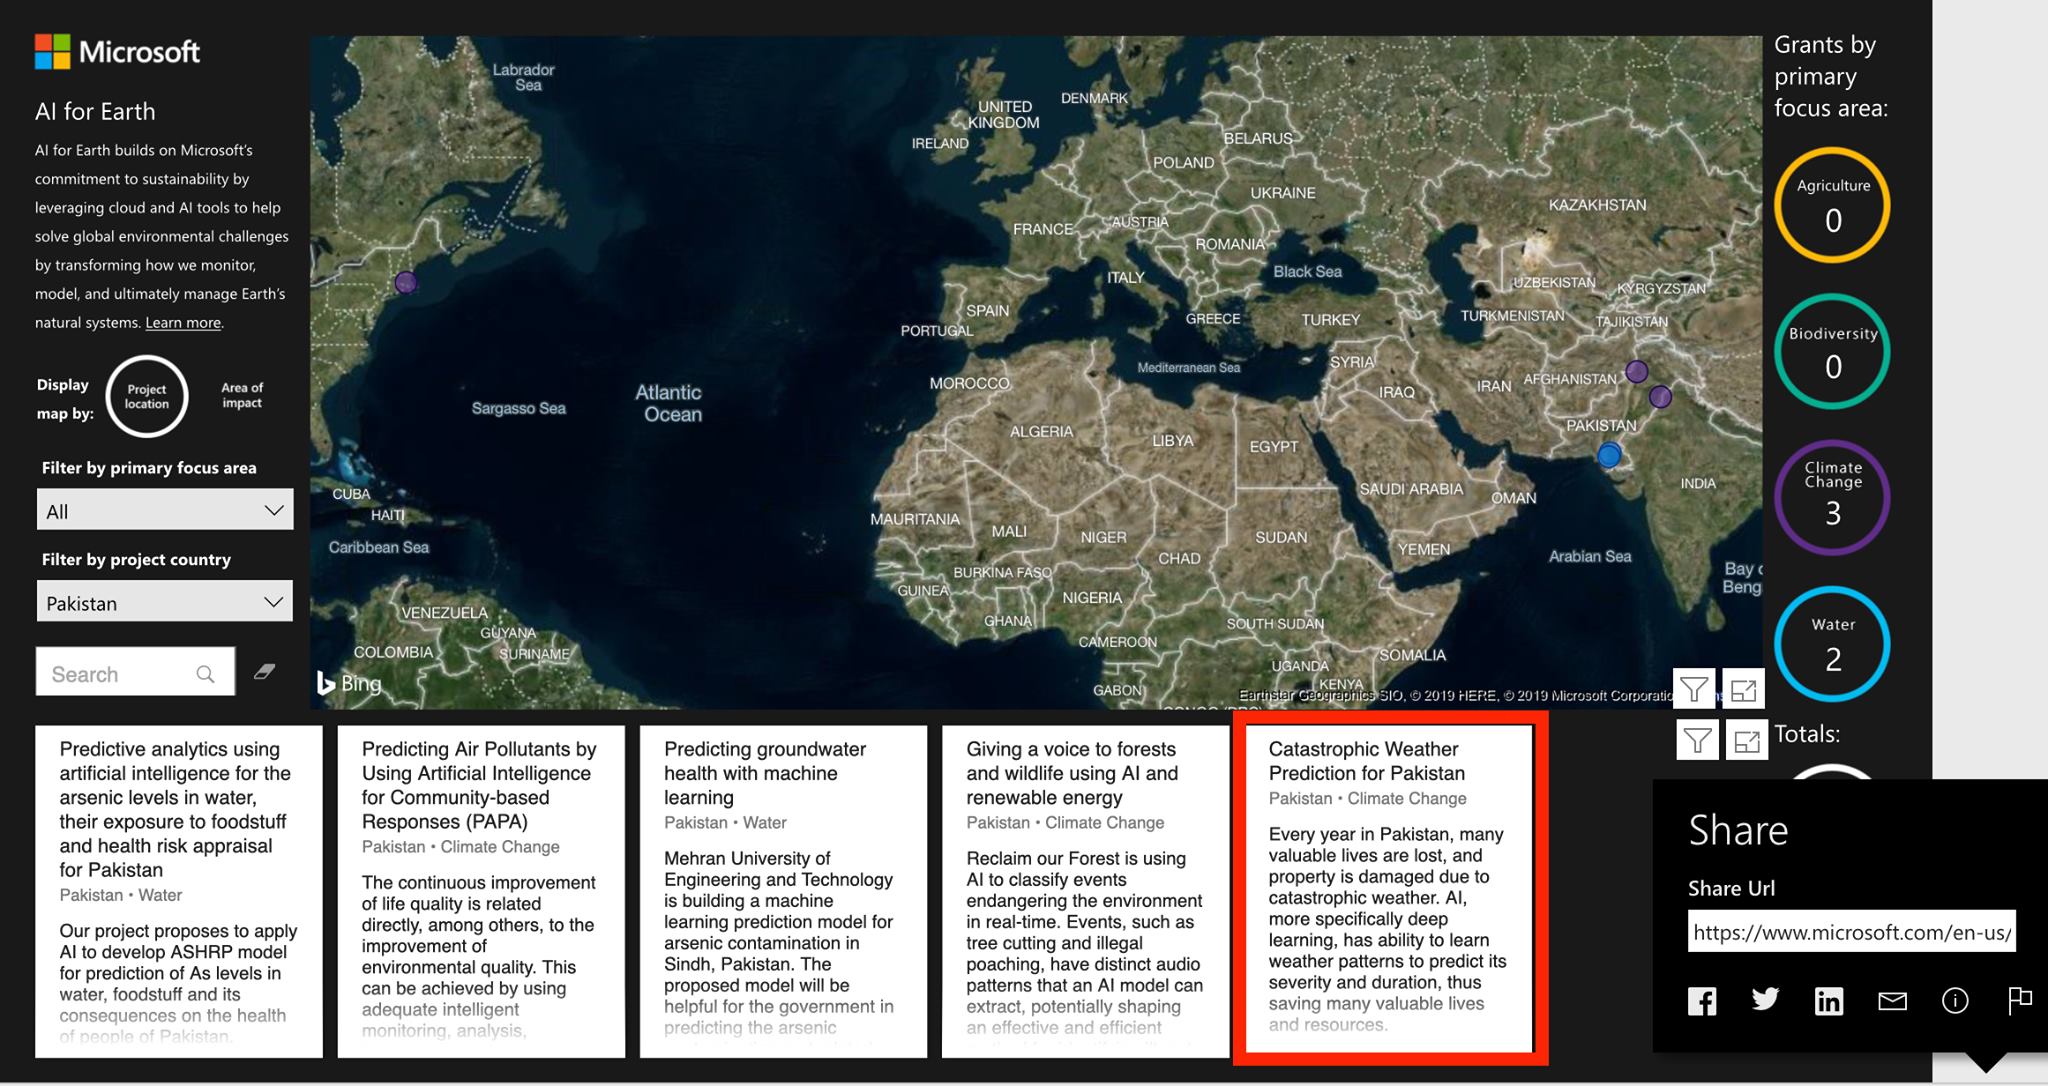 Microsoft
AI for Earth
AI for Earth builds on Microsoft's
commitment to sustainability by
leveraging cloud and AI tools to help
solve global environmental challenges
by transforming how we monitor,
model, and ultimately manage Earth's
natural systems. Learn more.
Display
map by:
Project
location
Area of
impact
Filter by primary focus area
All
Filter by project country
Pakistan
Search
Labrador
Sea
UNITED
KINGDOM
DENMARK
IRELAND
BELARUS
POLAND
UKRAINE
KAZAKHSTAN
FRANCE
AUSTRIA
ROMANIA
ITALY
Black Sea
UZBEKISTAN
KYRGYZSTAN
SPAIN
PORTUGAL
GREECE
TURKEY
TURKMENISTAN
TAJIKISTAN
Mediterranean Sea
SYRIA
MOROCCO
IRAQ
IRAN
AFGHANISTAN
Atlantic
Ocean
Sargasso Sea
PAKISTAN
ALGERIA
LIBYA
EGYPT
INDIA
SAUDI ARABIA
OMAN
CUBA
HAITI
MAURITANIA
MALI
NIGER
CHAD
SUDAN
YEMEN
Caribbean Sea
Arabian Sea
Bay
Beng
BURKINA FASO
GUINEA
NIGERIA
VENEZUELA
GHANA
SOUTH SUDAN
GUYANA
CAMEROON
COLOMBIA
SURINAME
SOMALIA
UGANDA
KENYA
GABON
Bing
Earthstar Geographics SIO, © 2019 HERE, © 2019 Microsoft Corporatio
Grants by
primary
focus area:
Agriculture
0
Biodiversity
0
Climate
Change
3
Water
2
Totals:
Predictive analytics using
artificial intelligence for the
arsenic levels in water,
their exposure to foodstuff
and health risk appraisal
for Pakistan
Pakistan • Water
Our project proposes to apply
AI to develop ASHRP model
for prediction of As levels in
water, foodstuff and its
consequences on the health
of people of Pakistan.
Predicting Air Pollutants by
Using Artificial Intelligence
for Community-based
Responses (PAPA)
Pakistan • Climate Change
The continuous improvement
of life quality is related
directly, among others, to the
improvement of
environmental quality. This
can be achieved by using
adequate intelligent
monitoring, analysis,
Predicting groundwater
health with machine
learning
Pakistan • Water
Mehran University of
Engineering and Technology
is building a machine
learning prediction model for
arsenic contamination in
Sindh, Pakistan. The
proposed model will be
helpful for the government in
predicting the arsenic
Giving a voice to forests
and wildlife using AI and
renewable energy
Pakistan • Climate Change
Reclaim our Forest is using
AI to classify events
endangering the environment
in real-time. Events, such as
tree cutting and illegal
poaching, have distinct audio
patterns that an AI model can
extract, potentially shaping
an effective and efficient
Catastrophic Weather
Prediction for Pakistan
Pakistan • Climate Change
Every year in Pakistan, many
valuable lives are lost, and
property is damaged due to
catastrophic weather. AI,
more specifically deep
learning, has ability to learn
weather patterns to predict its
severity and duration, thus
saving many valuable lives
and resources.
Share
Share Url
https://www.microsoft.com/en-us/